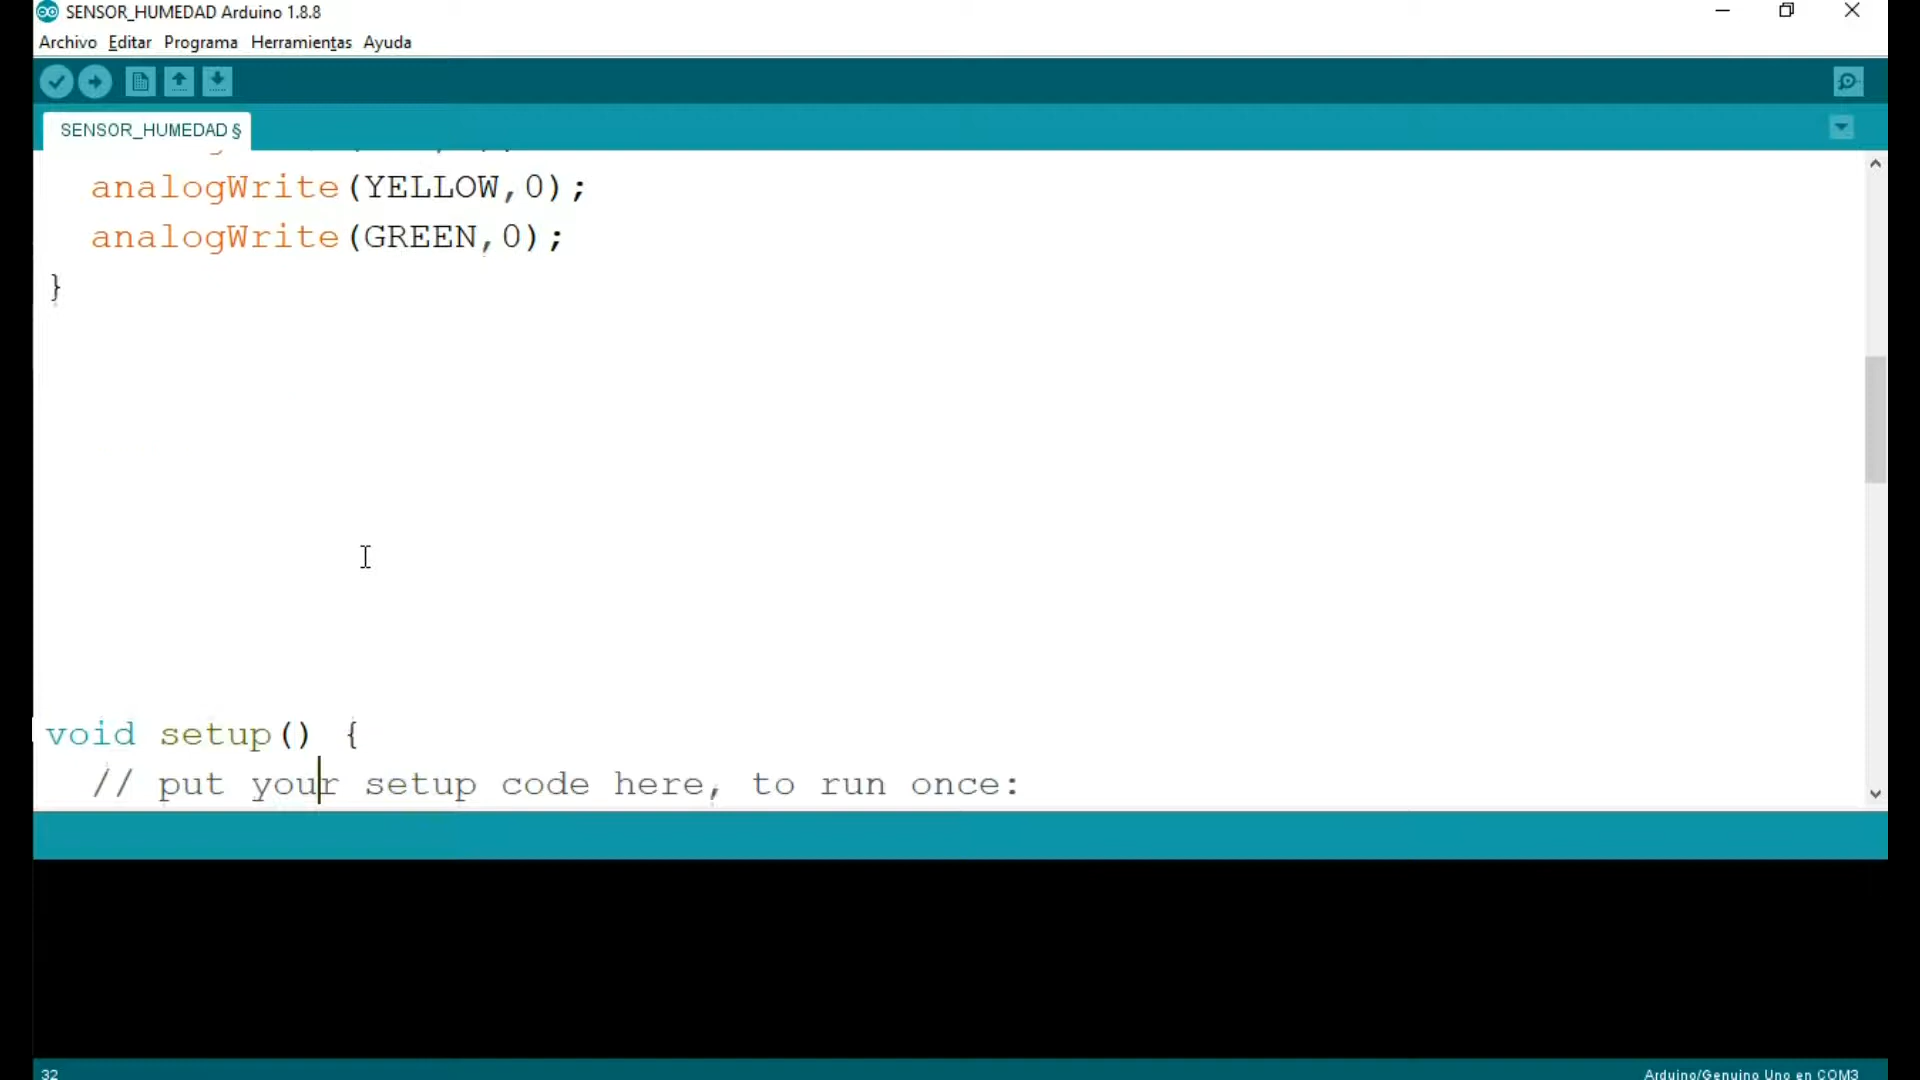 SENSOR_HUMEDAD Arduino 1.8.8
Archivo Editar Programa Herramientas Ayuda
SENSOR_HUMEDAD §
analogWrite(YELLOW,0);
analogWrite(GREEN,0);
}
void setup() {
// put your setup code here, to run once:
32
Arduino/Genuino Uno en COM3